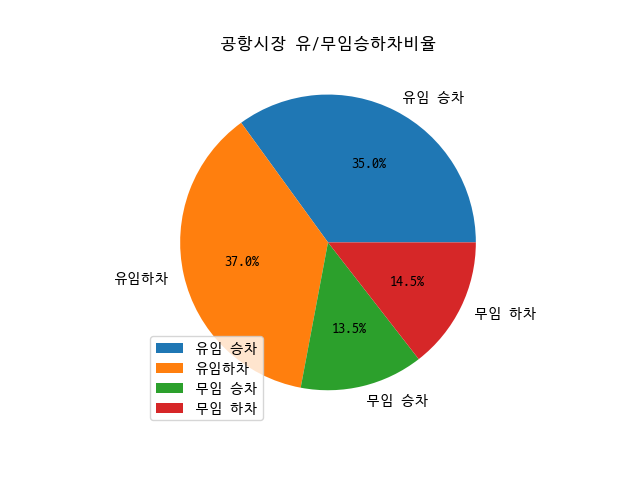 공항시장 유/무임승하차비율
유임 승차
35.0%
37.0%
유임하차
14.5%
무임 하차
13.5%
무임 승차
유임 승차
유임하차
무임 승차
무임 하차